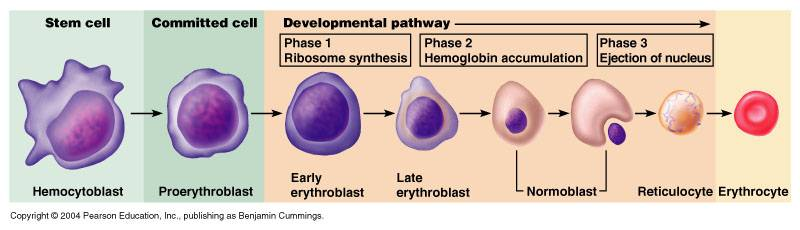 Stem cell
Committed cell
Developmental pathway
Phase 1
Ribosome synthesis
Phase 2
Hemoglobin accumulation
Phase 3
Ejection of nucleus
Hemocytoblast
Proerythroblast
Early
erythroblast
Late
erythroblast
Normoblast
Reticulocyte
Erythrocyte
Copyright © 2004 Pearson Education, Inc., publishing as Benjamin Cummings.